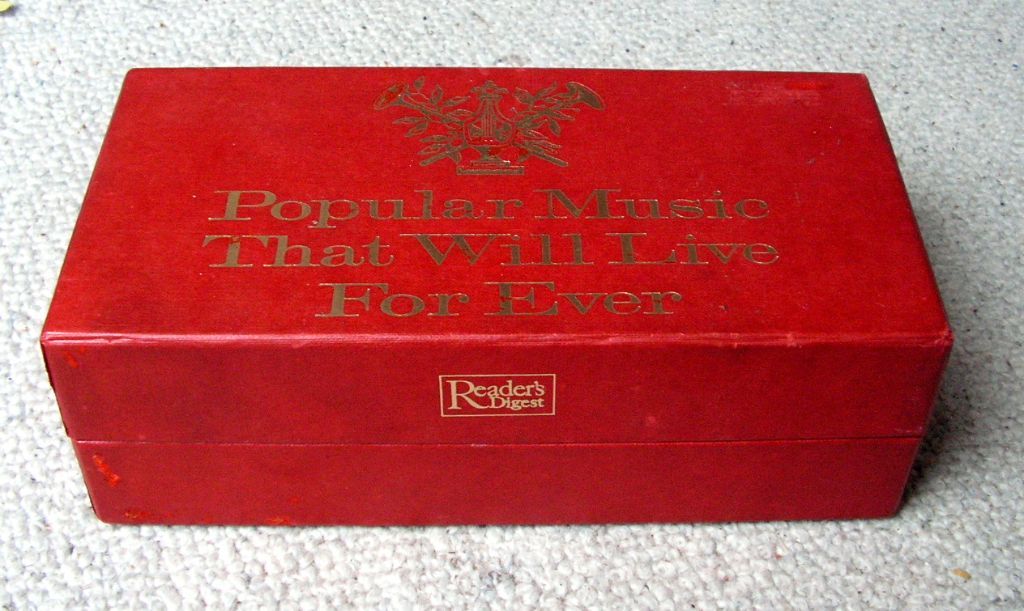 Popular Music
That Will Live
For Ever
Reader's
Digest